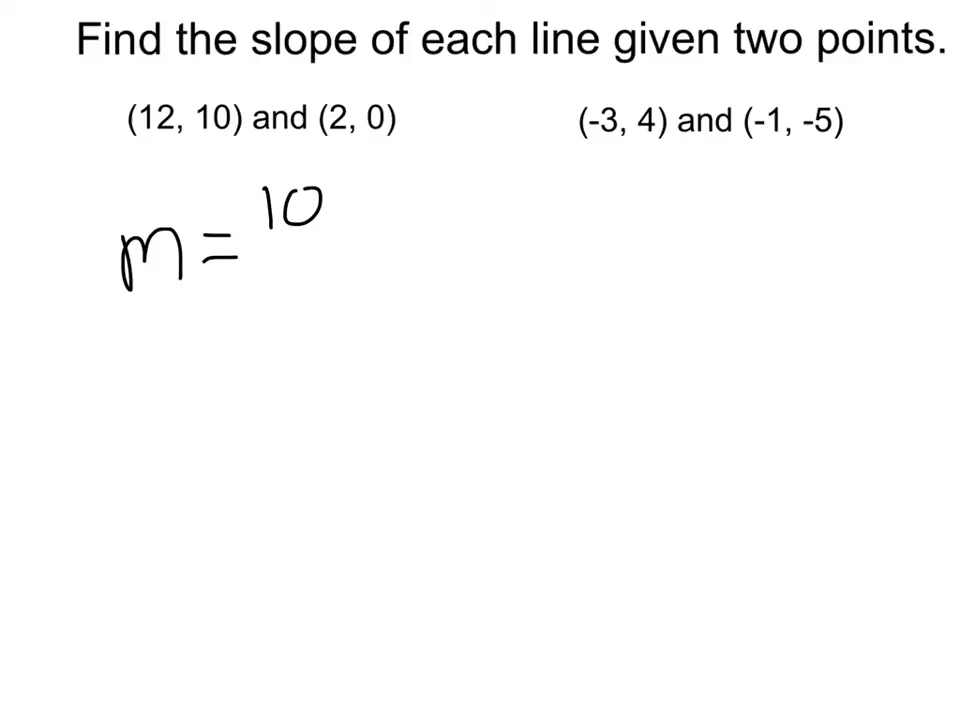 Find the slope of each line given two points.
(12, 10) and (2, 0)
(-3, 4) and (-1, -5)
m = 10